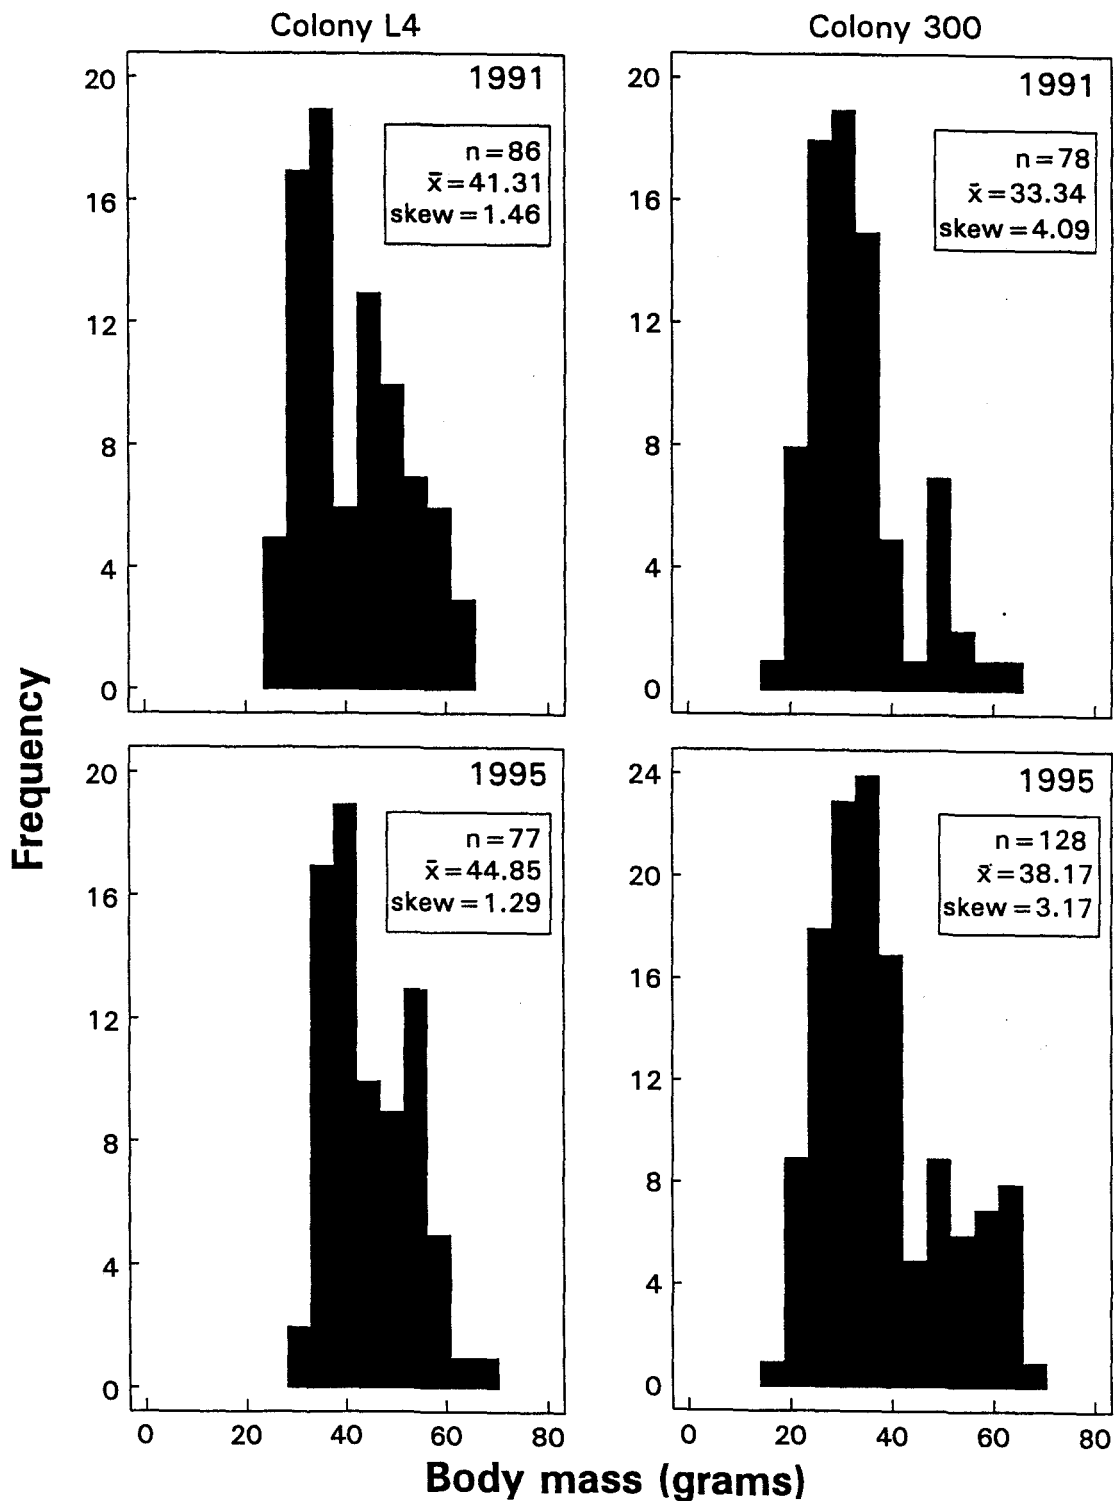 Colony L4
Colony 300
1991
n=86
x̄=41.31
skew=1.46
20
16
12
8
4
0
1991
n=78
x̄=33.34
skew=4.09
20
16
12
8
4
0
1995
n=77
x̄=44.85
skew=1.29
20
16
12
8
4
0
0 20 40 60 80
1995
n=128
x̄=38.17
skew=3.17
24
20
16
12
8
4
0
0 20 40 60 80
Frequency
Body mass (grams)